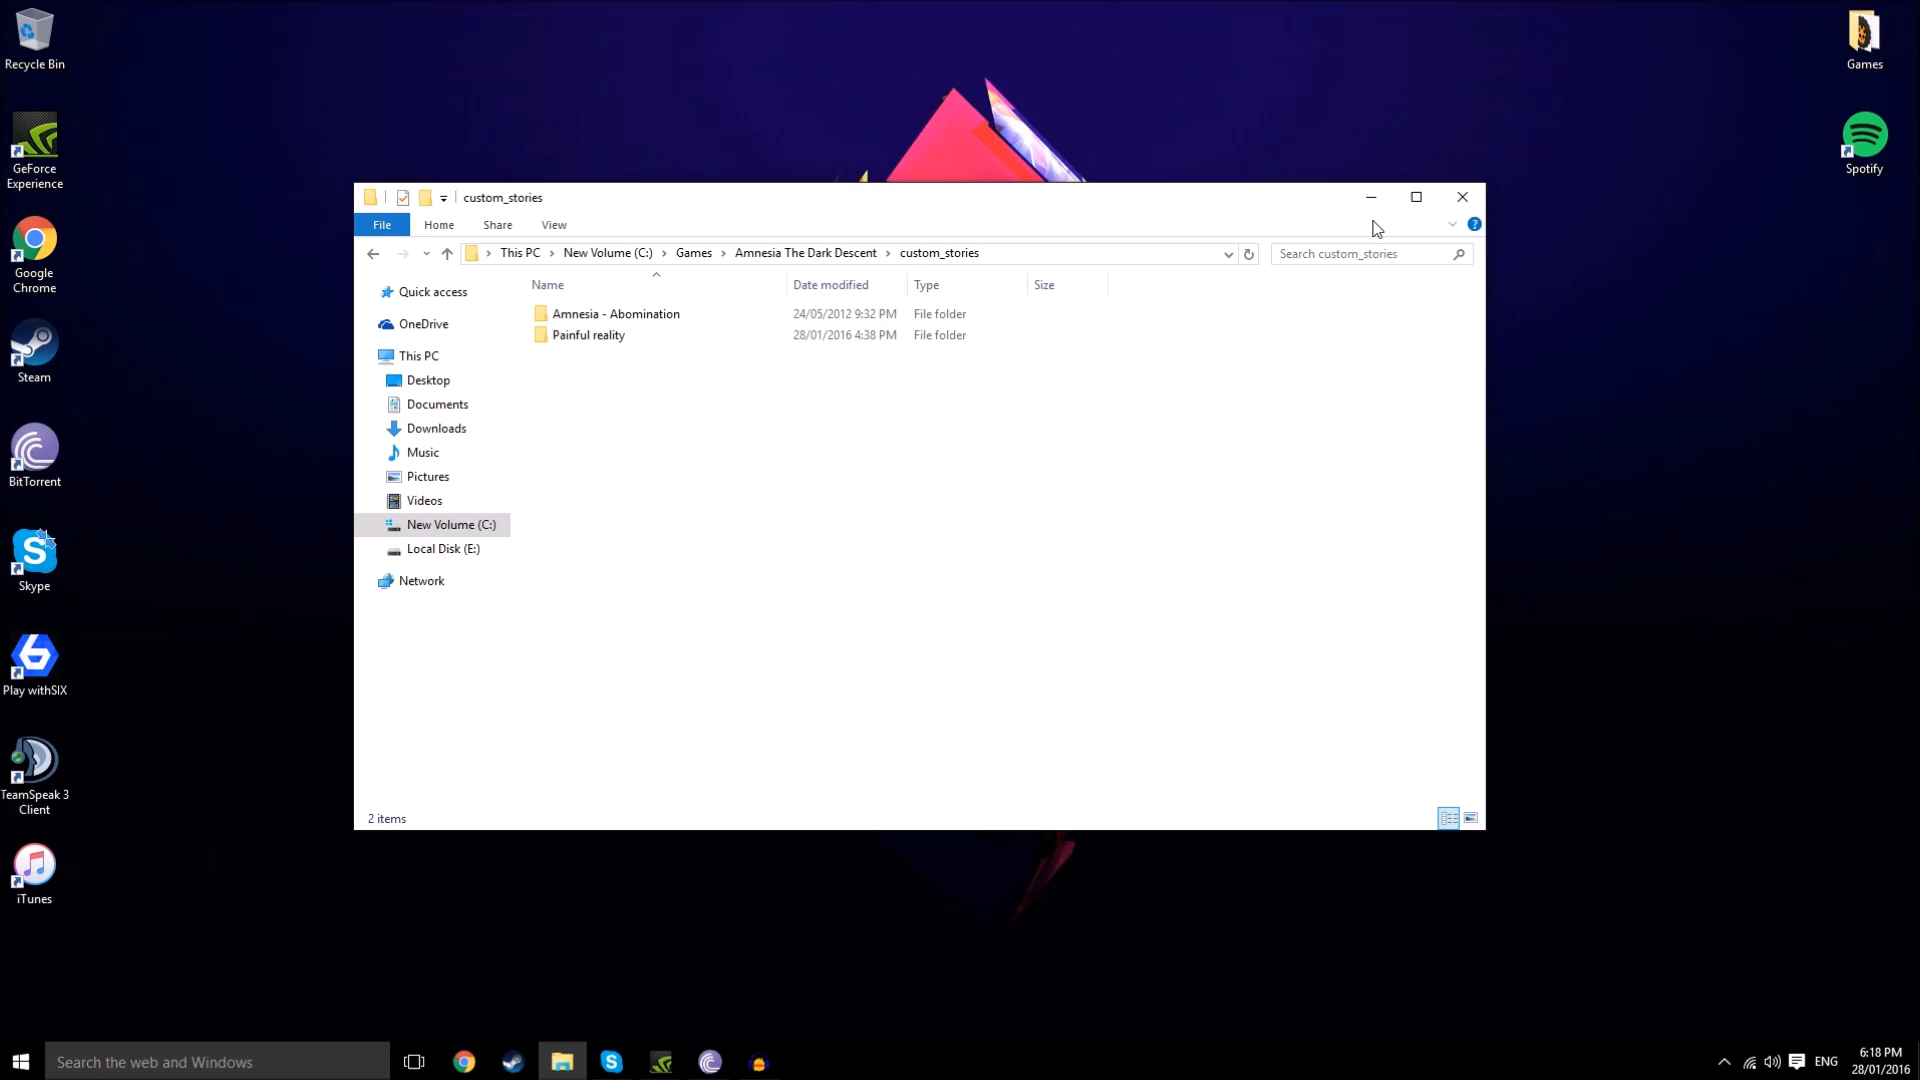 Recycle Bin
GeForce
Experience
Google
Chrome
Steam
BitTorrent
Skype
Play withSIX
TeamSpeak 3
Client
iTunes
Games
Spotify
custom_stories
File Home Share View
This PC New Volume (C:) Games Amnesia The Dark Descent custom_stories
Search custom_stories
Name Date modified Type Size
Amnesia - Abomination 24/05/2012 9:32 PM File folder
Painful reality 28/01/2016 4:38 PM File folder
Quick access
OneDrive
This PC
Desktop
Documents
Downloads
Music
Pictures
Videos
New Volume (C:)
Local Disk (E:)
Network
2 items
Search the web and Windows
ENG
6:18 PM
28/01/2016